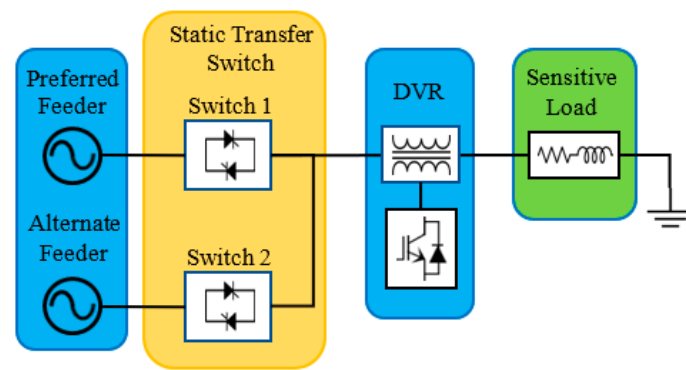 Static Transfer
Switch
Preferred
Feeder
Switch 1
DVR
Sensitive
Load
Alternate
Feeder
Switch 2